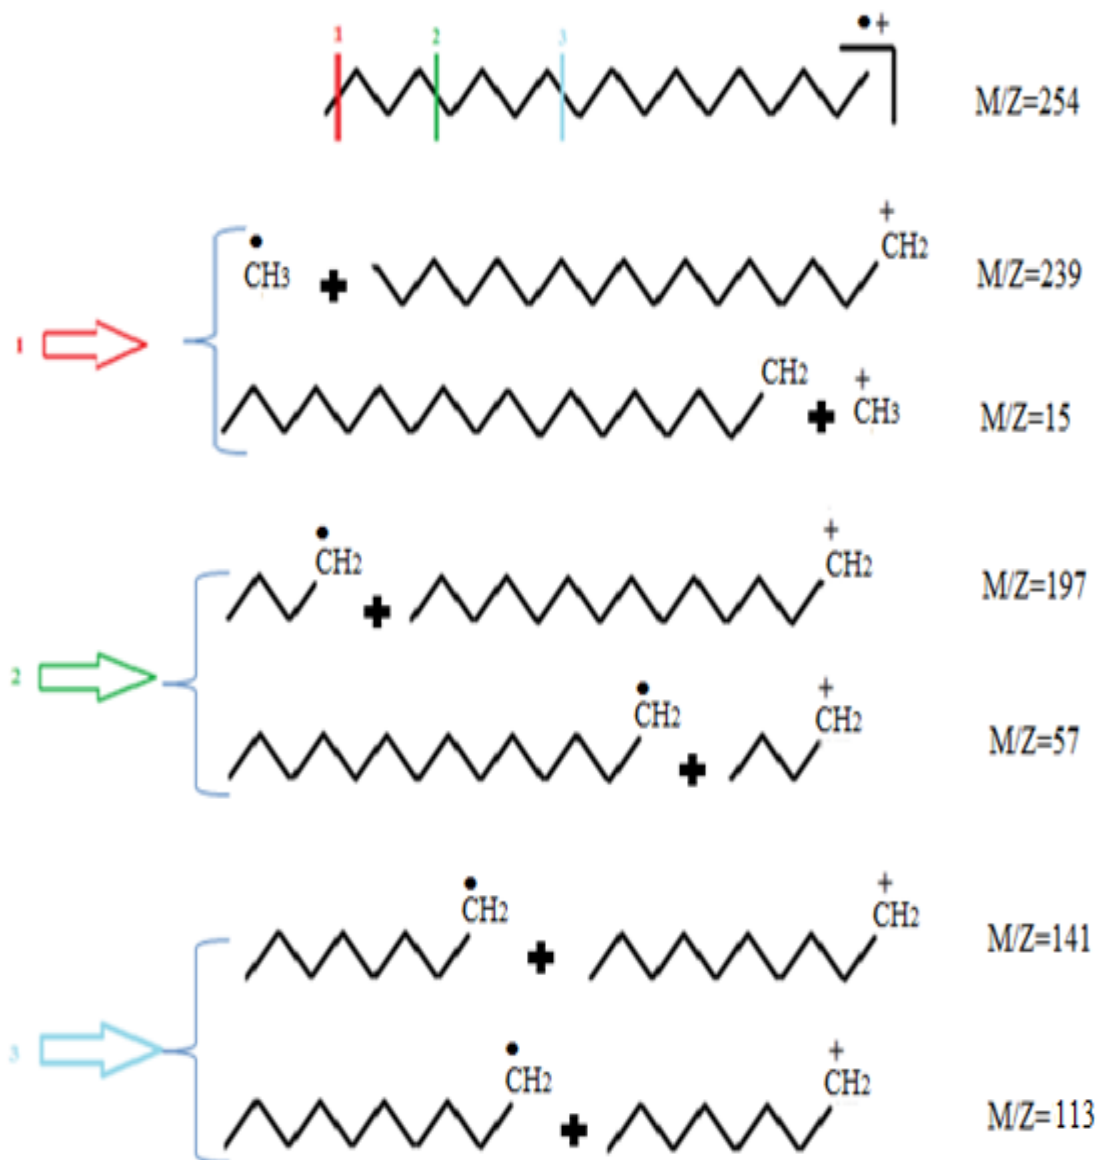 1 2 3
•+
M/Z=254
• +
CH3 + CH2 M/Z=239
1
CH2 + +
CH3 M/Z=15
• +
CH2 + CH2 M/Z=197
2
• +
CH2 + CH2 M/Z=57
• +
CH2 + CH2 M/Z=141
3
• +
CH2 + CH2 M/Z=113